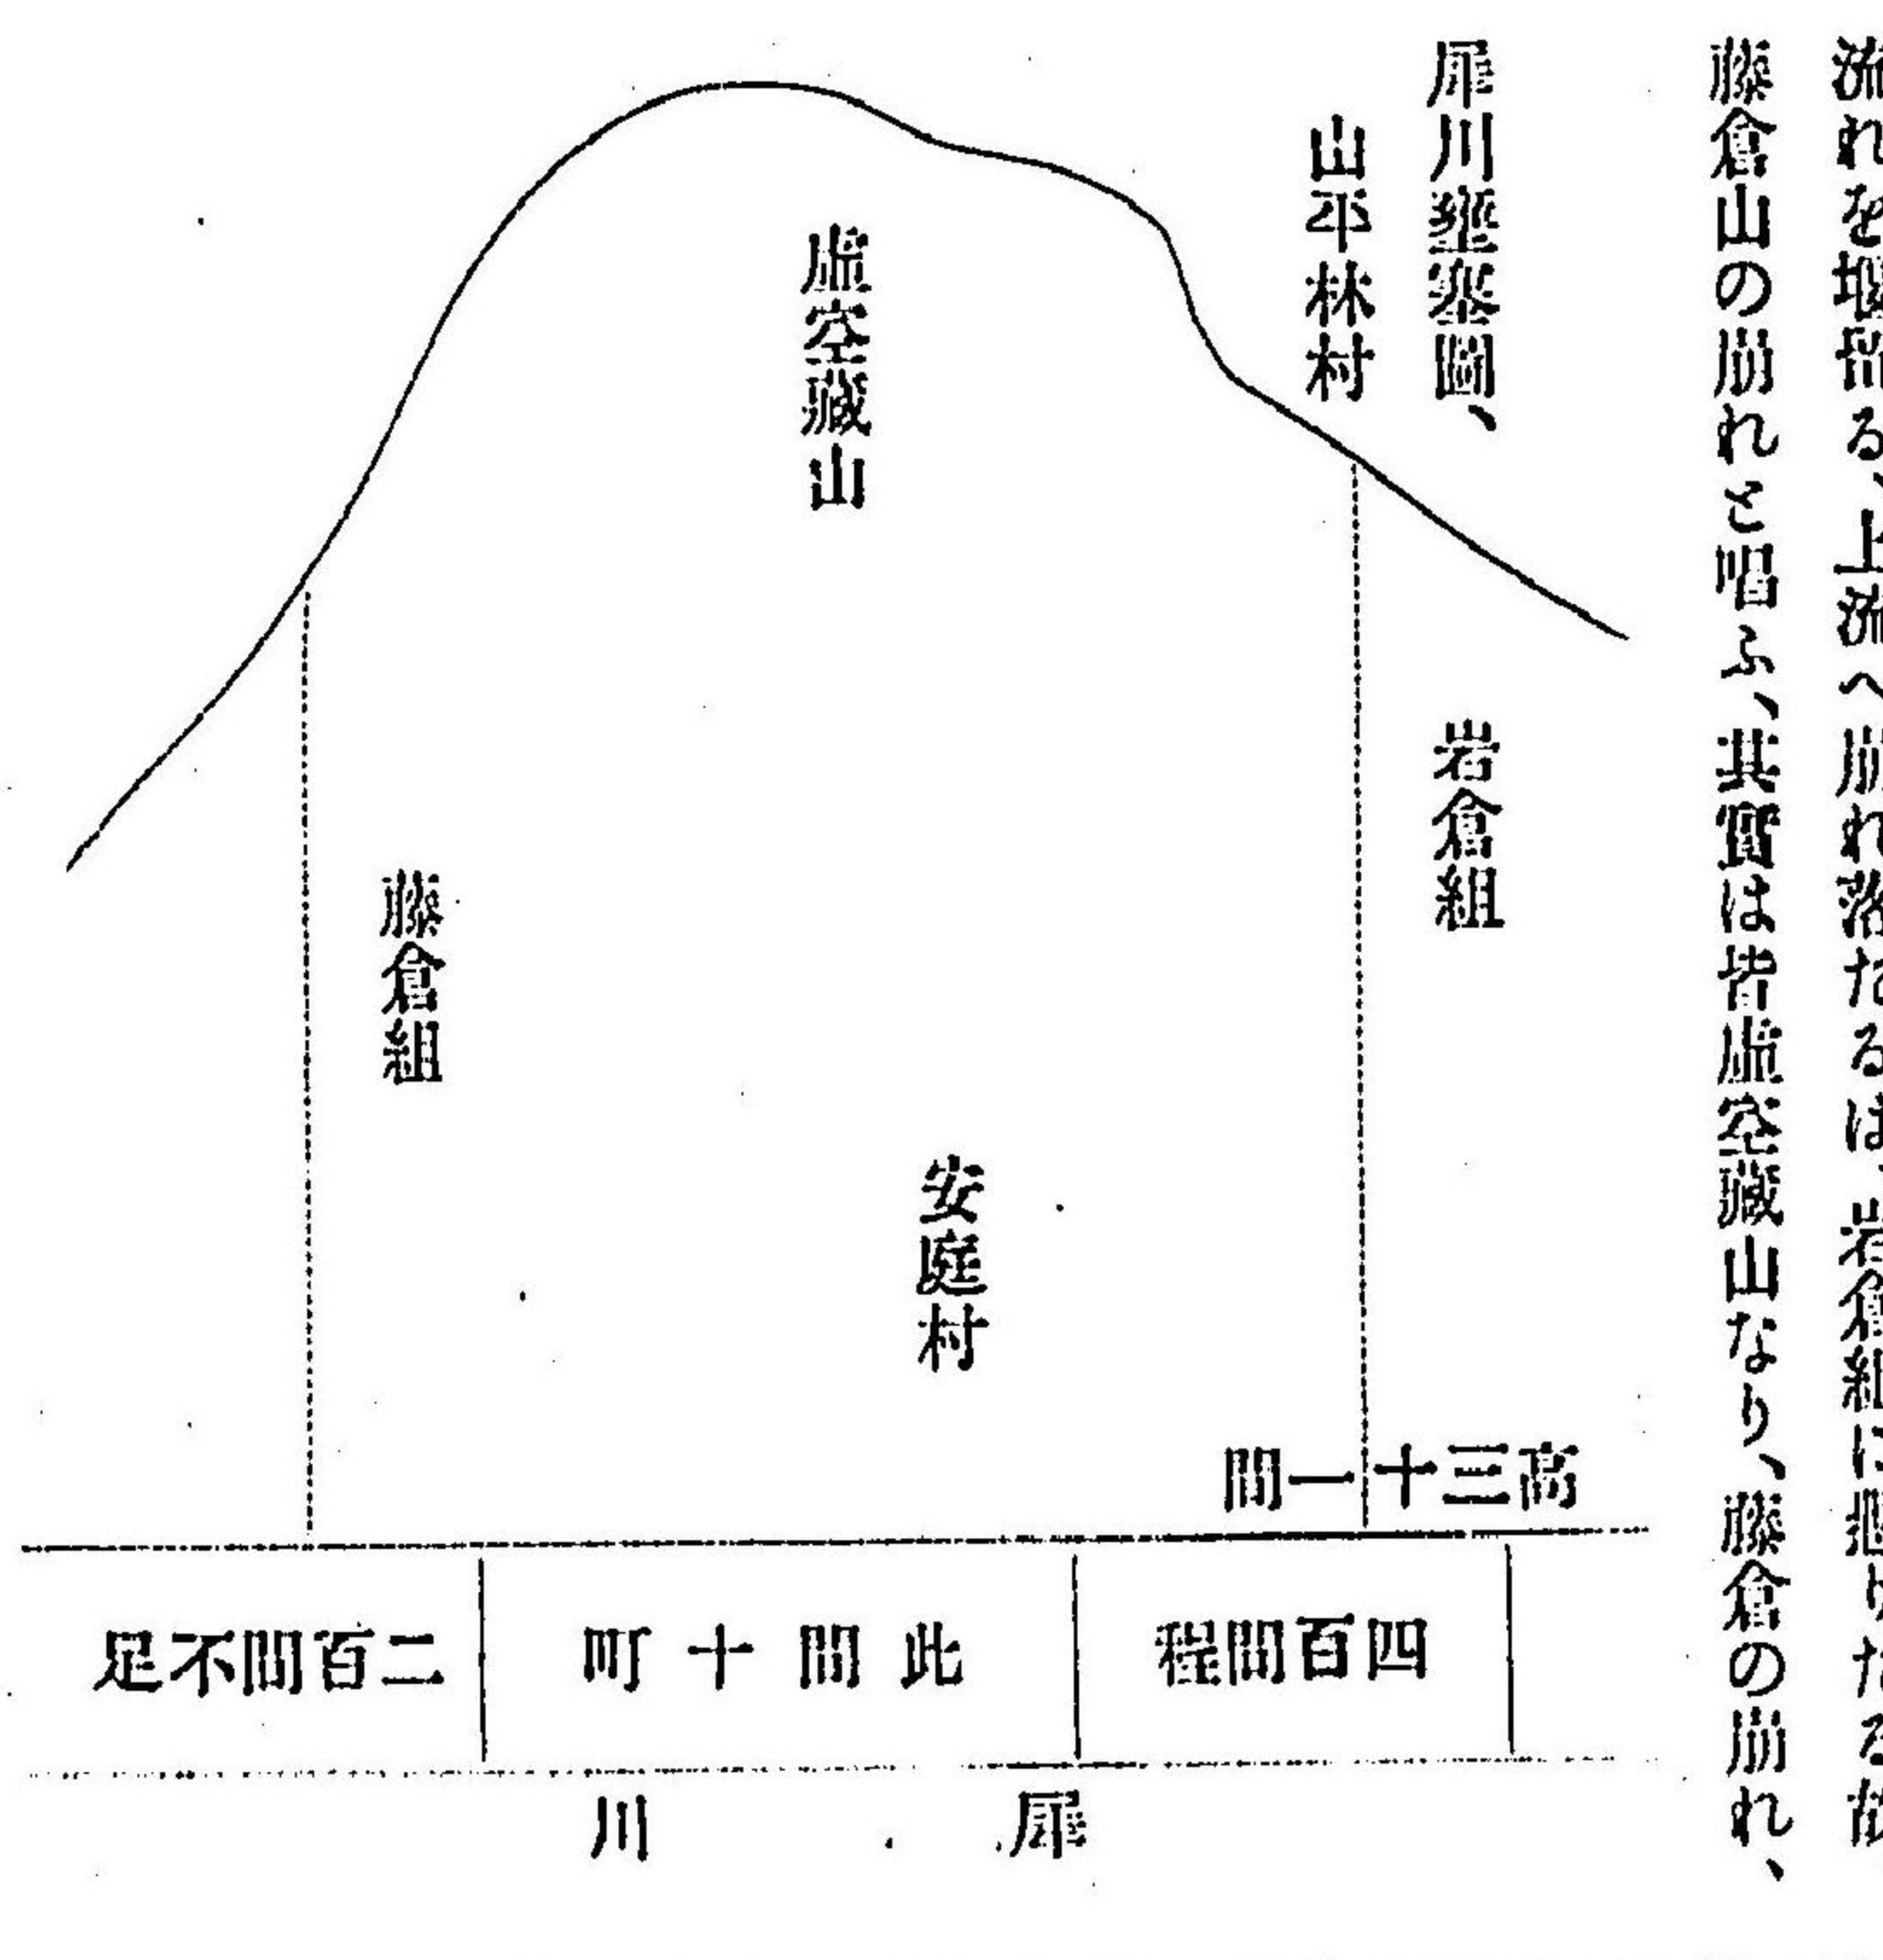 流れを堰留る、上流へ崩れ落たるは、岩倉組に懸りたる故
藤倉山の崩れと唱ふ、其實は皆虛空藏山なり、藤倉の崩れ、
犀川壅塞圖、
山平林村
岩倉組
虛空藏山
安庭村
藤倉組
高三十一間
四百間程
此間十町
二百間不足
犀川